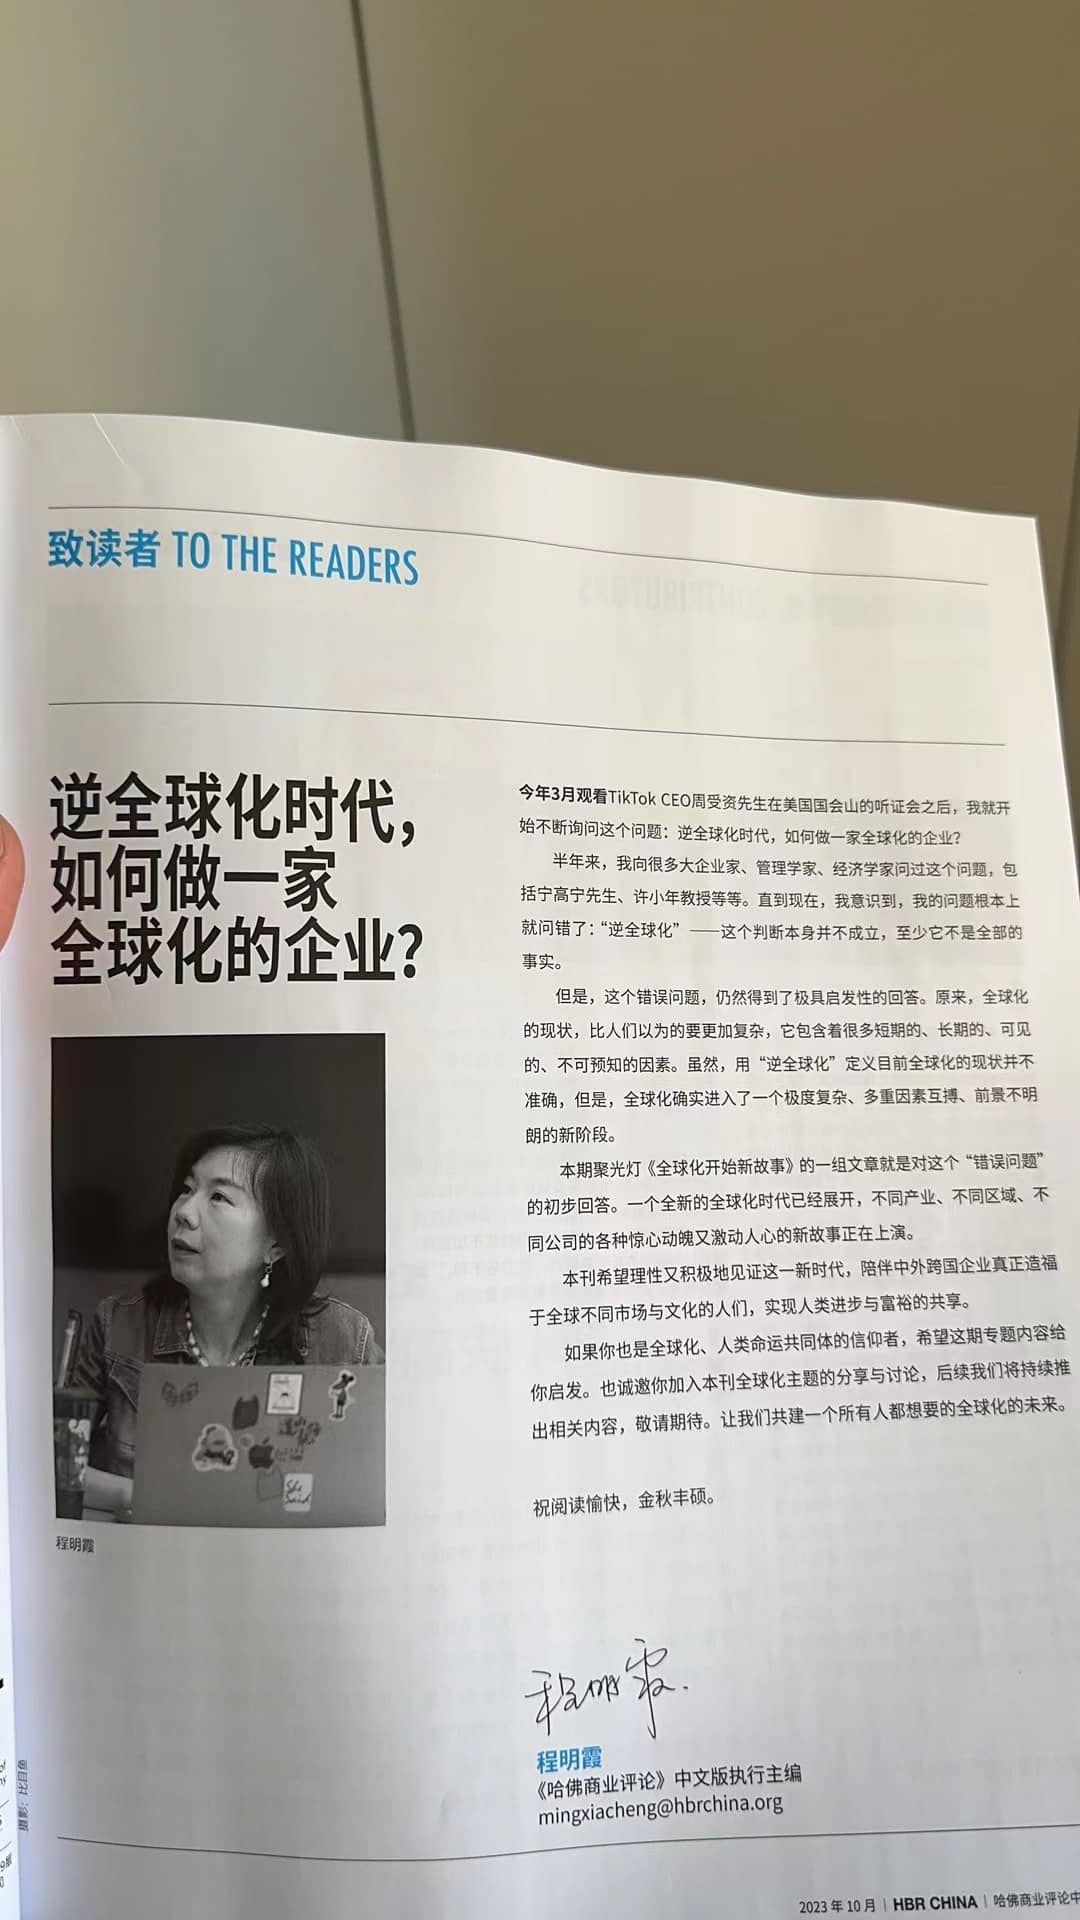 致读者 TO THE READERS
逆全球化时代，
如何做一家
全球化的企业？
程明霞
摄影：比目鱼
今年3月观看TikTok CEO周受资先生在美国国会山的听证会之后，我就开
始不断询问这个问题：逆全球化时代，如何做一家全球化的企业？
半年来，我向很多大企业家、管理学家、经济学家问过这个问题，包
括宁高宁先生、许小年教授等等。直到现在，我意识到，我的问题根本上
就问错了：“逆全球化”——这个判断本身并不成立，至少它不是全部的
事实。
但是，这个错误问题，仍然得到了极具启发性的回答。原来，全球化
的现状，比人们以为的要更加复杂，它包含着很多短期的、长期的、可见
的、不可预知的因素。虽然，用“逆全球化”定义目前全球化的现状并不
准确，但是，全球化确实进入了一个极度复杂、多重因素互搏、前景不明
朗的新阶段。
本期聚光灯《全球化开始新故事》的一组文章就是对这个“错误问题”
的初步回答。一个全新的全球化时代已经展开，不同产业、不同区域、不
同公司的各种惊心动魄又激动人心的新故事正在上演。
本刊希望理性又积极地见证这一新时代，陪伴中外跨国企业真正造福
于全球不同市场与文化的人们，实现人类进步与富裕的共享。
如果你也是全球化、人类命运共同体的信仰者，希望这期专题内容给
你启发。也诚邀你加入本刊全球化主题的分享与讨论，后续我们将持续推
出相关内容，敬请期待。让我们共建一个所有人都想要的全球化的未来。
祝阅读愉快，金秋丰硕。
程明霞
程明霞
《哈佛商业评论》中文版执行主编
mingxiacheng@hbrchina.org
2023 年 10 月 | HBR CHINA | 哈佛商业评论中
She
Said